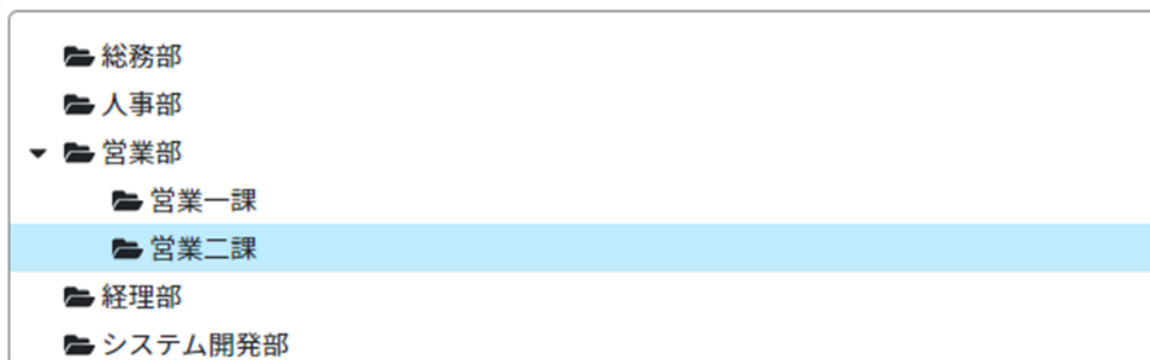 総務部
人事部
営業部
営業一課
営業二課
経理部
システム開発部